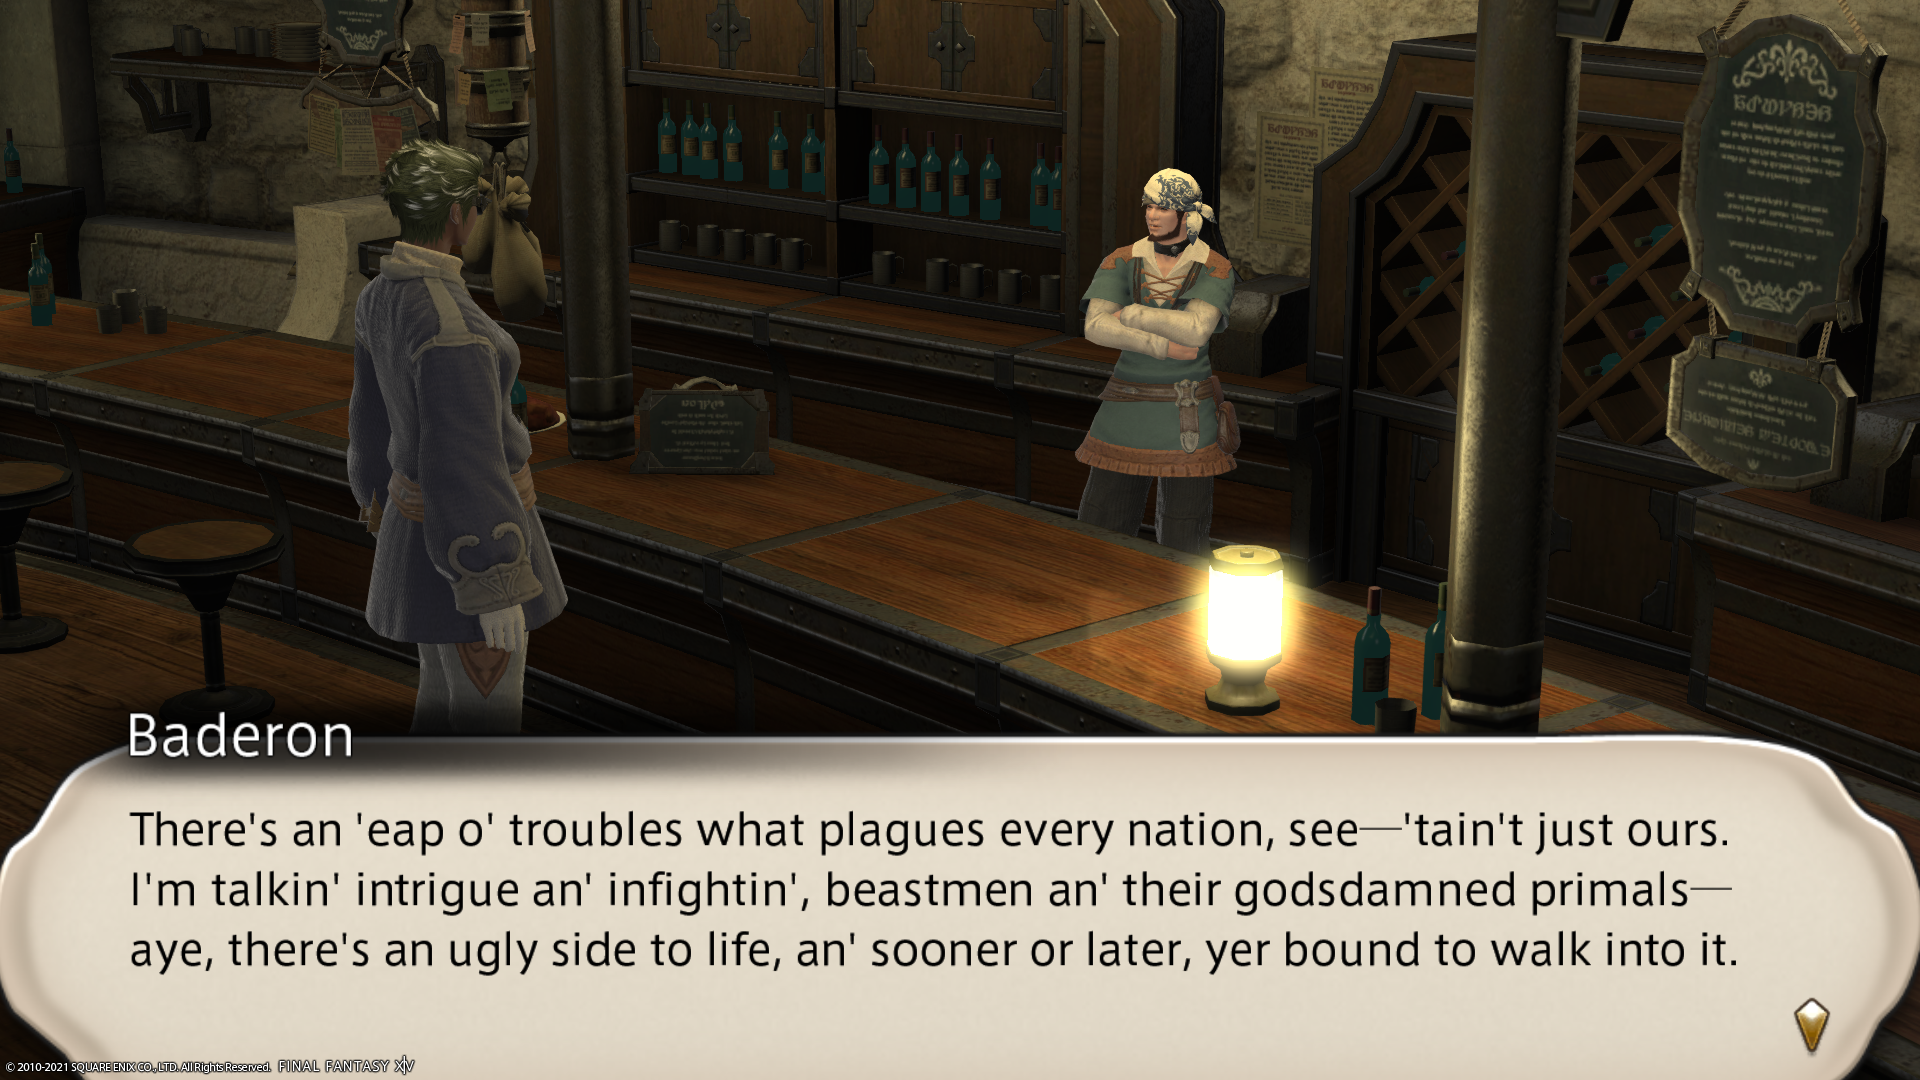 Baderon
There's an 'eap o' troubles what plagues every nation, see—'tain't just ours.
I'm talkin' intrigue an' infightin', beastmen an' their godsdamned primals—
aye, there's an ugly side to life, an' sooner or later, yer bound to walk into it.
© 2010-2021 SQUARE ENIX CO., LTD. All Rights Reserved. FINAL FANTASY XIV